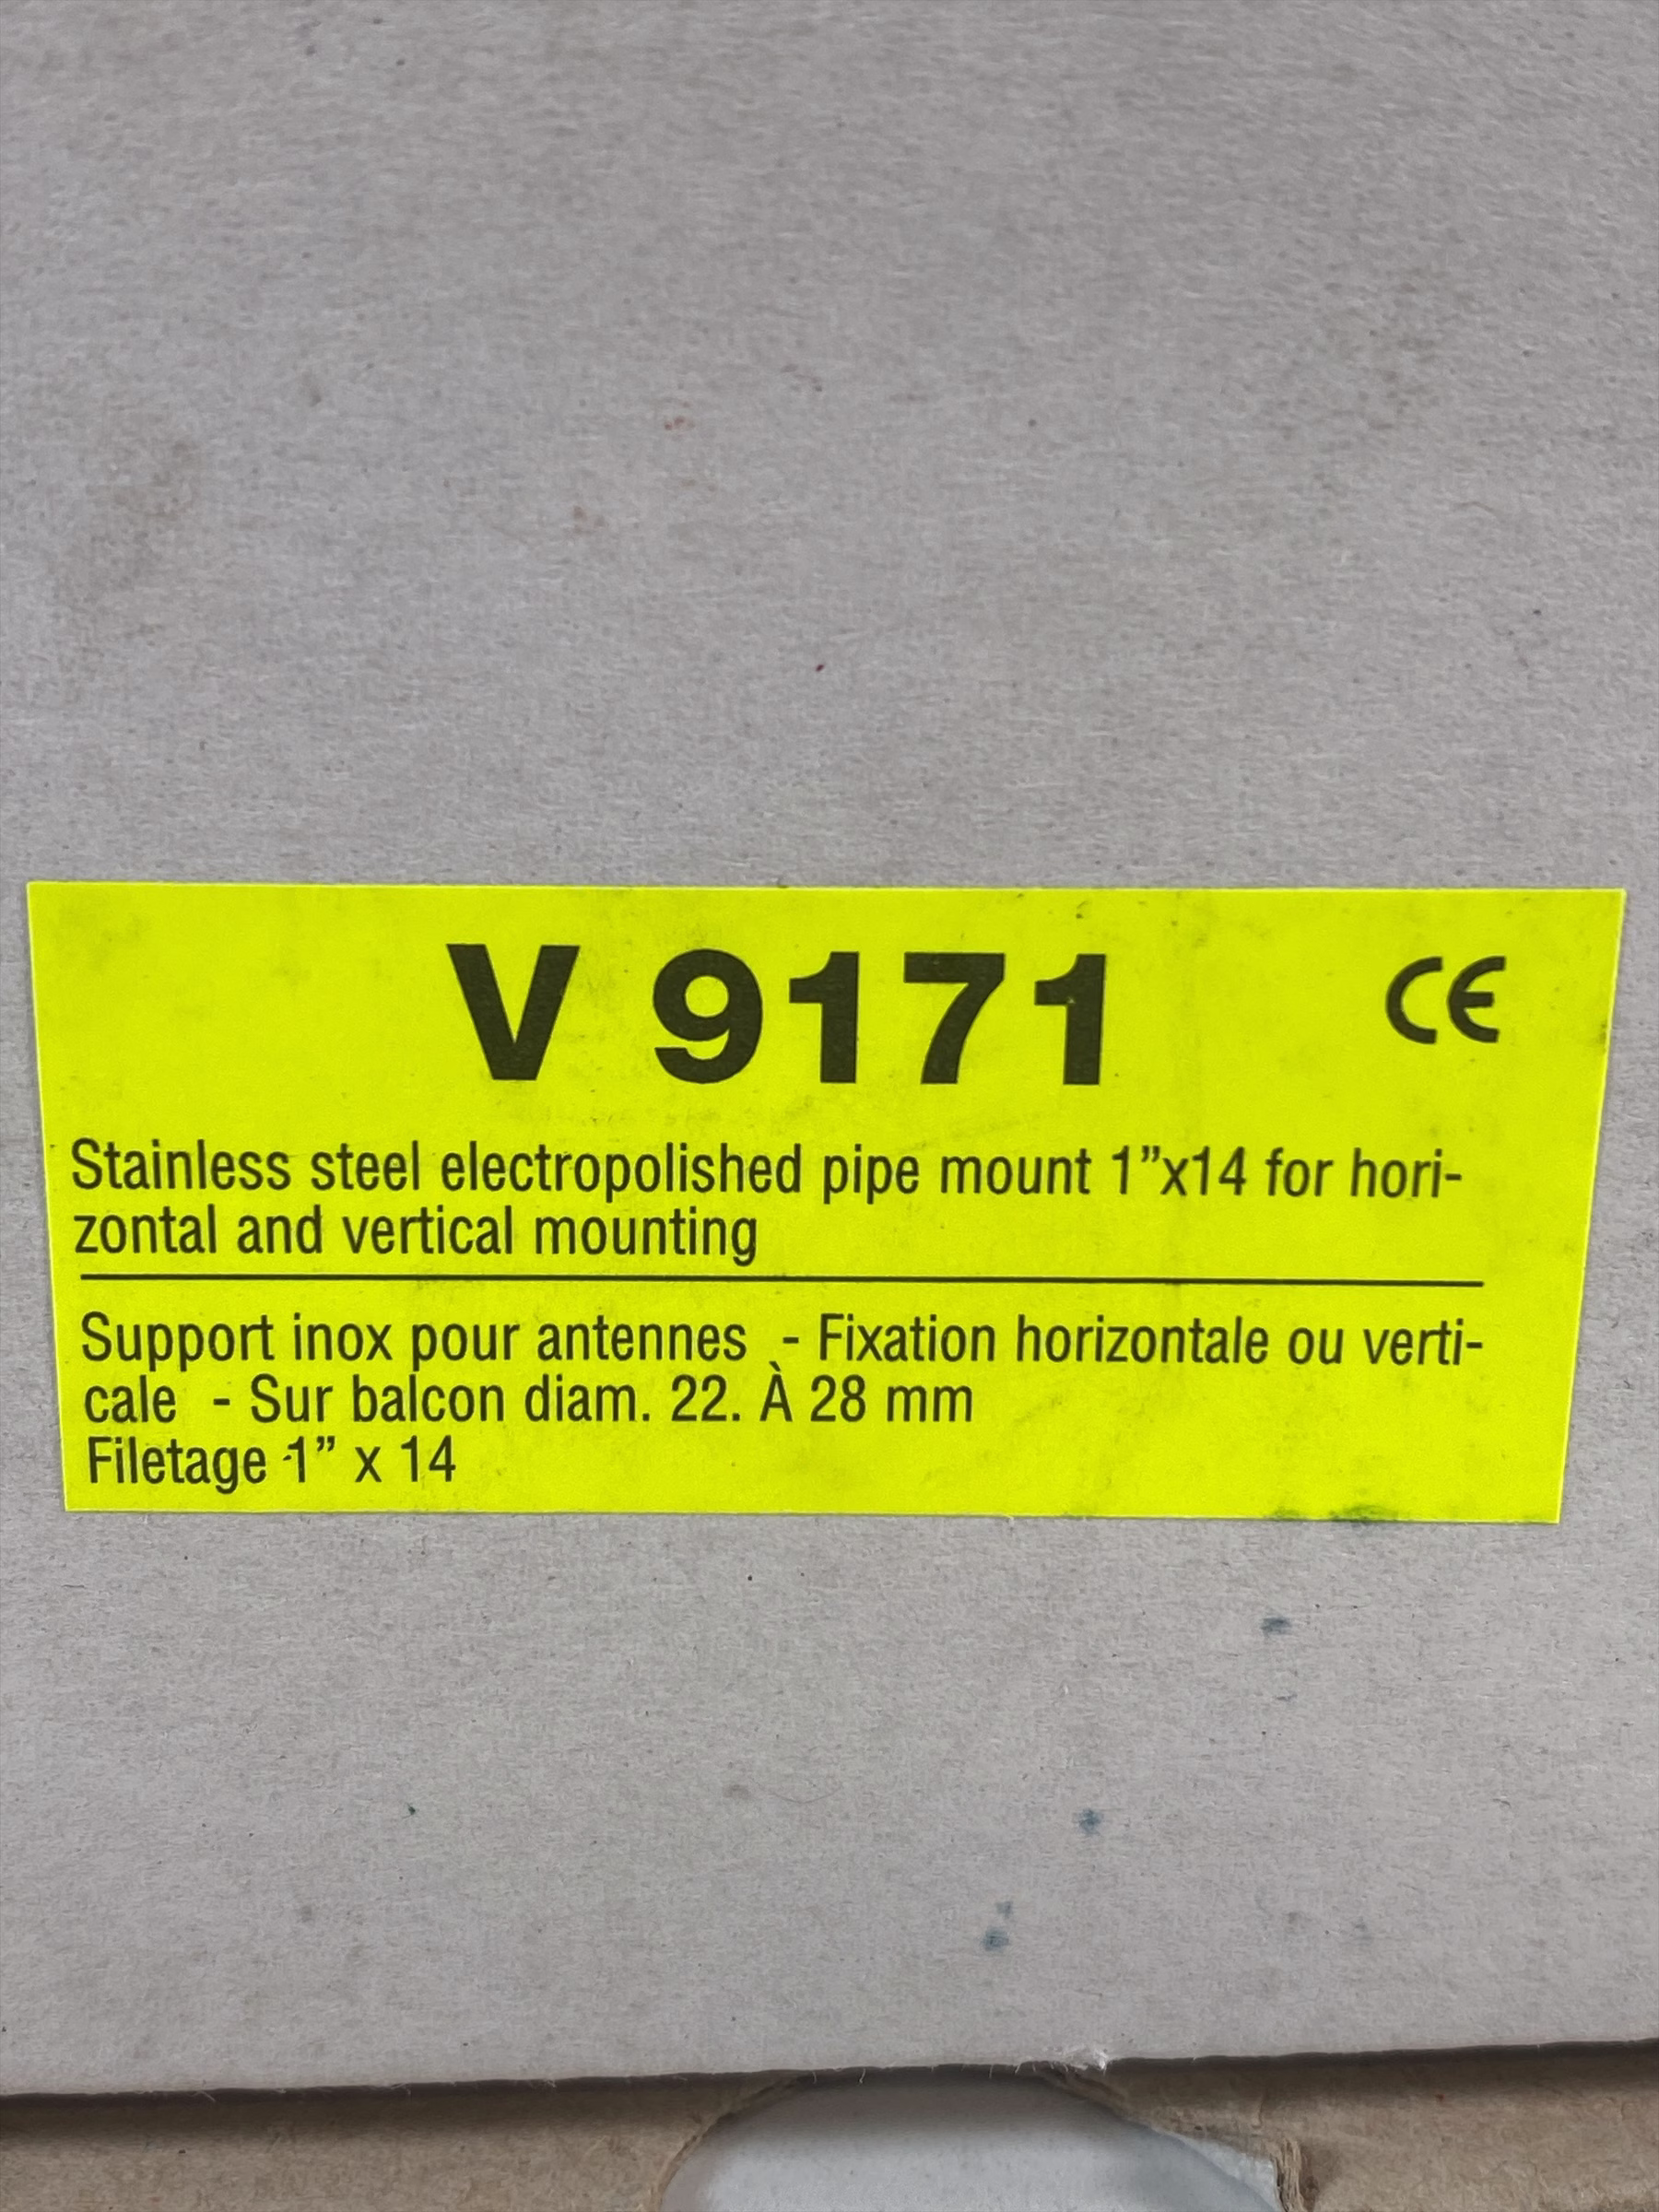 V 9171 CE
Stainless steel electropolished pipe mount 1”x14 for hori-
zontal and vertical mounting
Support inox pour antennes - Fixation horizontale ou verti-
cale - Sur balcon diam. 22. À 28 mm
Filetage 1” x 14